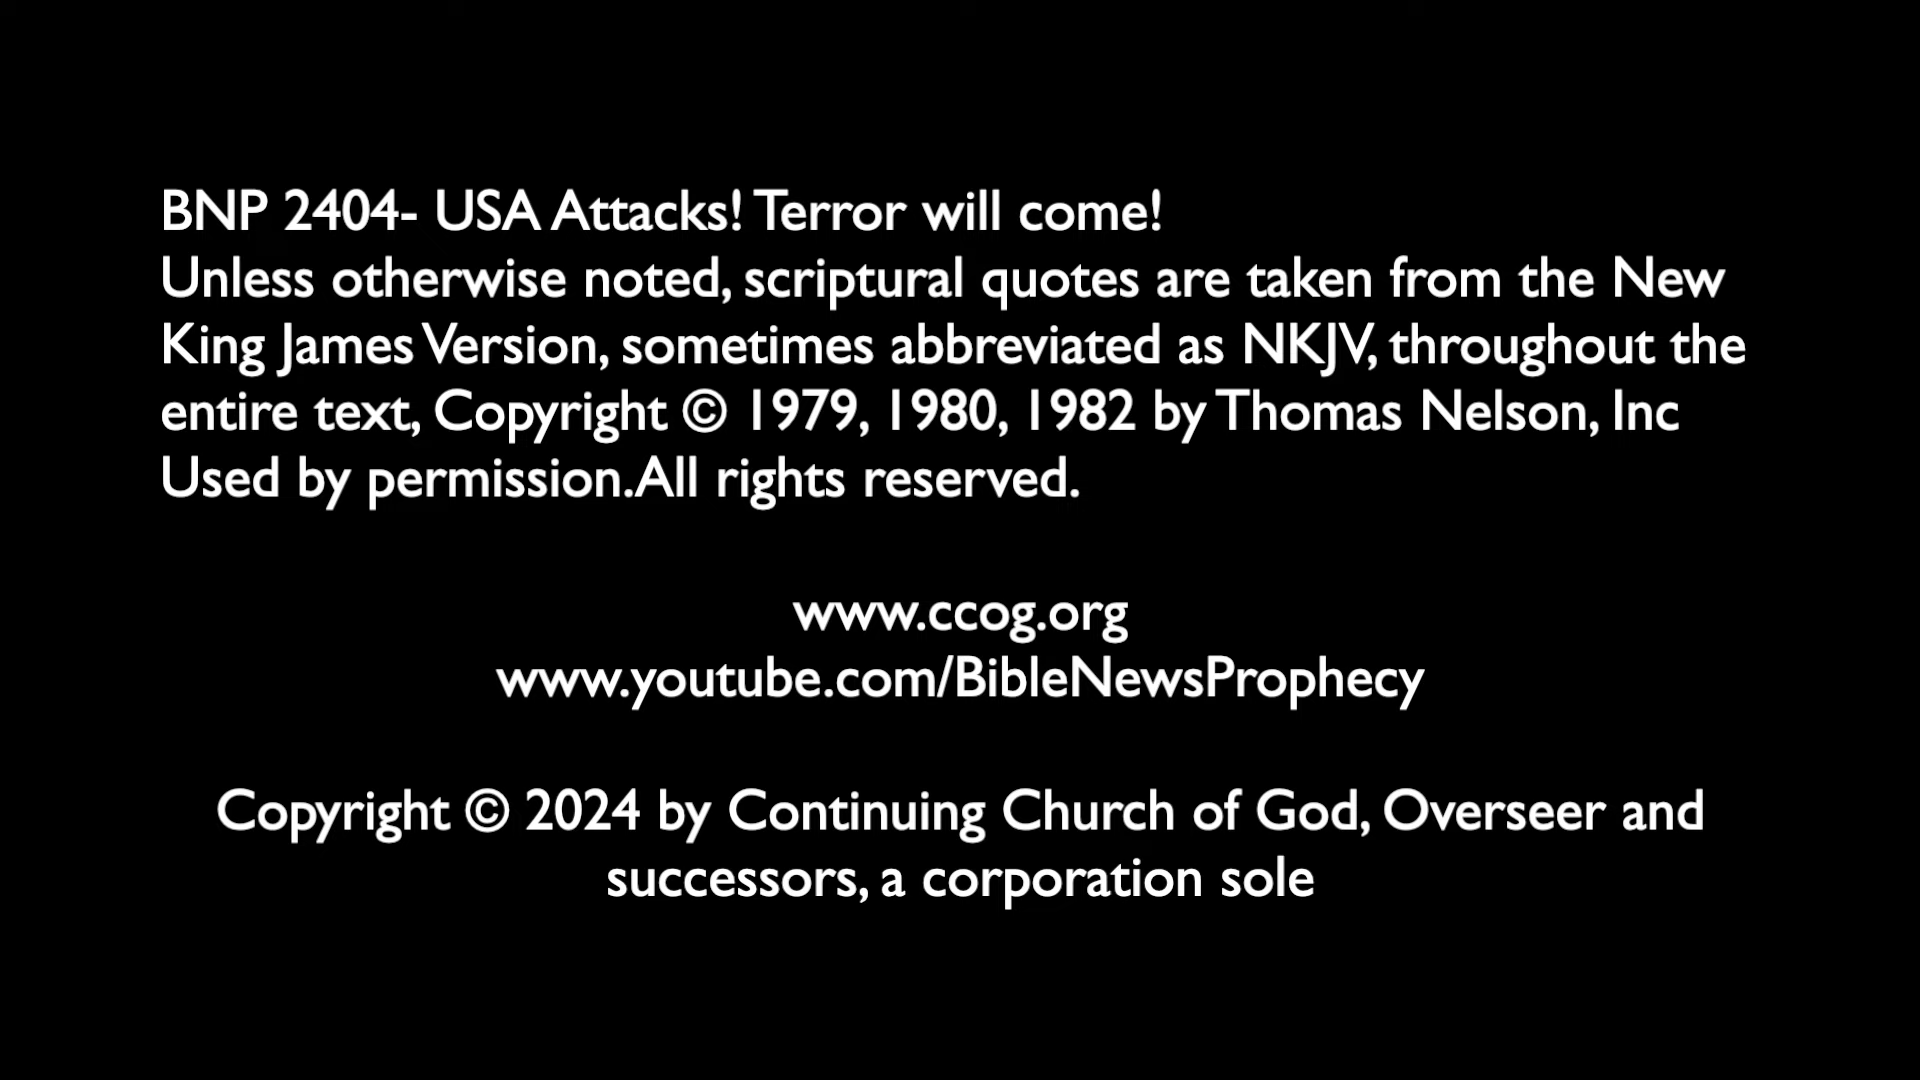 BNP 2404- USA Attacks! Terror will come!
Unless otherwise noted, scriptural quotes are taken from the New
King James Version, sometimes abbreviated as NKJV, throughout the
entire text, Copyright © 1979, 1980, 1982 by Thomas Nelson, Inc
Used by permission. All rights reserved.
www.ccog.org
www.youtube.com/BibleNewsProphecy
Copyright © 2024 by Continuing Church of God, Overseer and
successors, a corporation sole